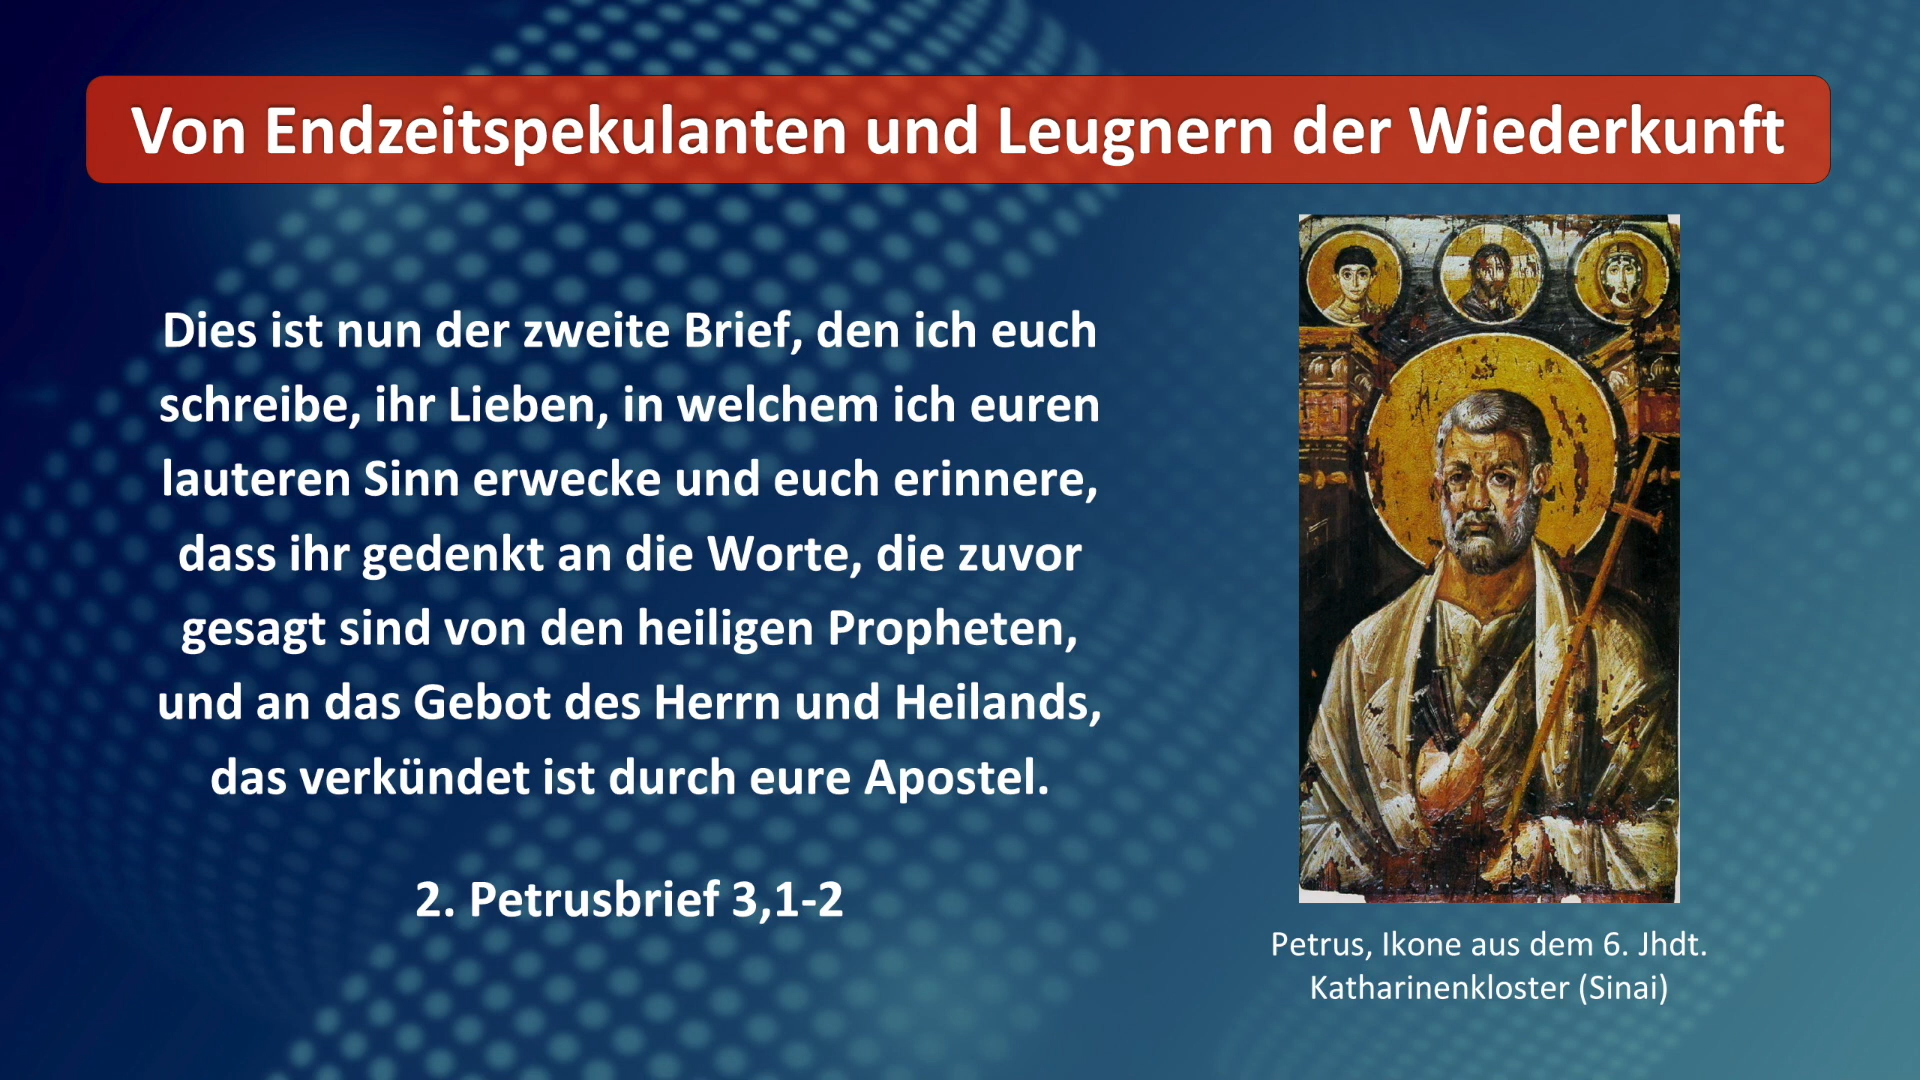 Von Endzeitspekulanten und Leugnern der Wiederkunft
Dies ist nun der zweite Brief, den ich euch
schreibe, ihr Lieben, in welchem ich euren
lauteren Sinn erwecke und euch erinnere,
dass ihr gedenkt an die Worte, die zuvor
gesagt sind von den heiligen Propheten,
und an das Gebot des Herrn und Heilands,
das verkündet ist durch eure Apostel.
2. Petrusbrief 3,1-2
Petrus, Ikone aus dem 6. Jhdt.
Katharinenkloster (Sinai)